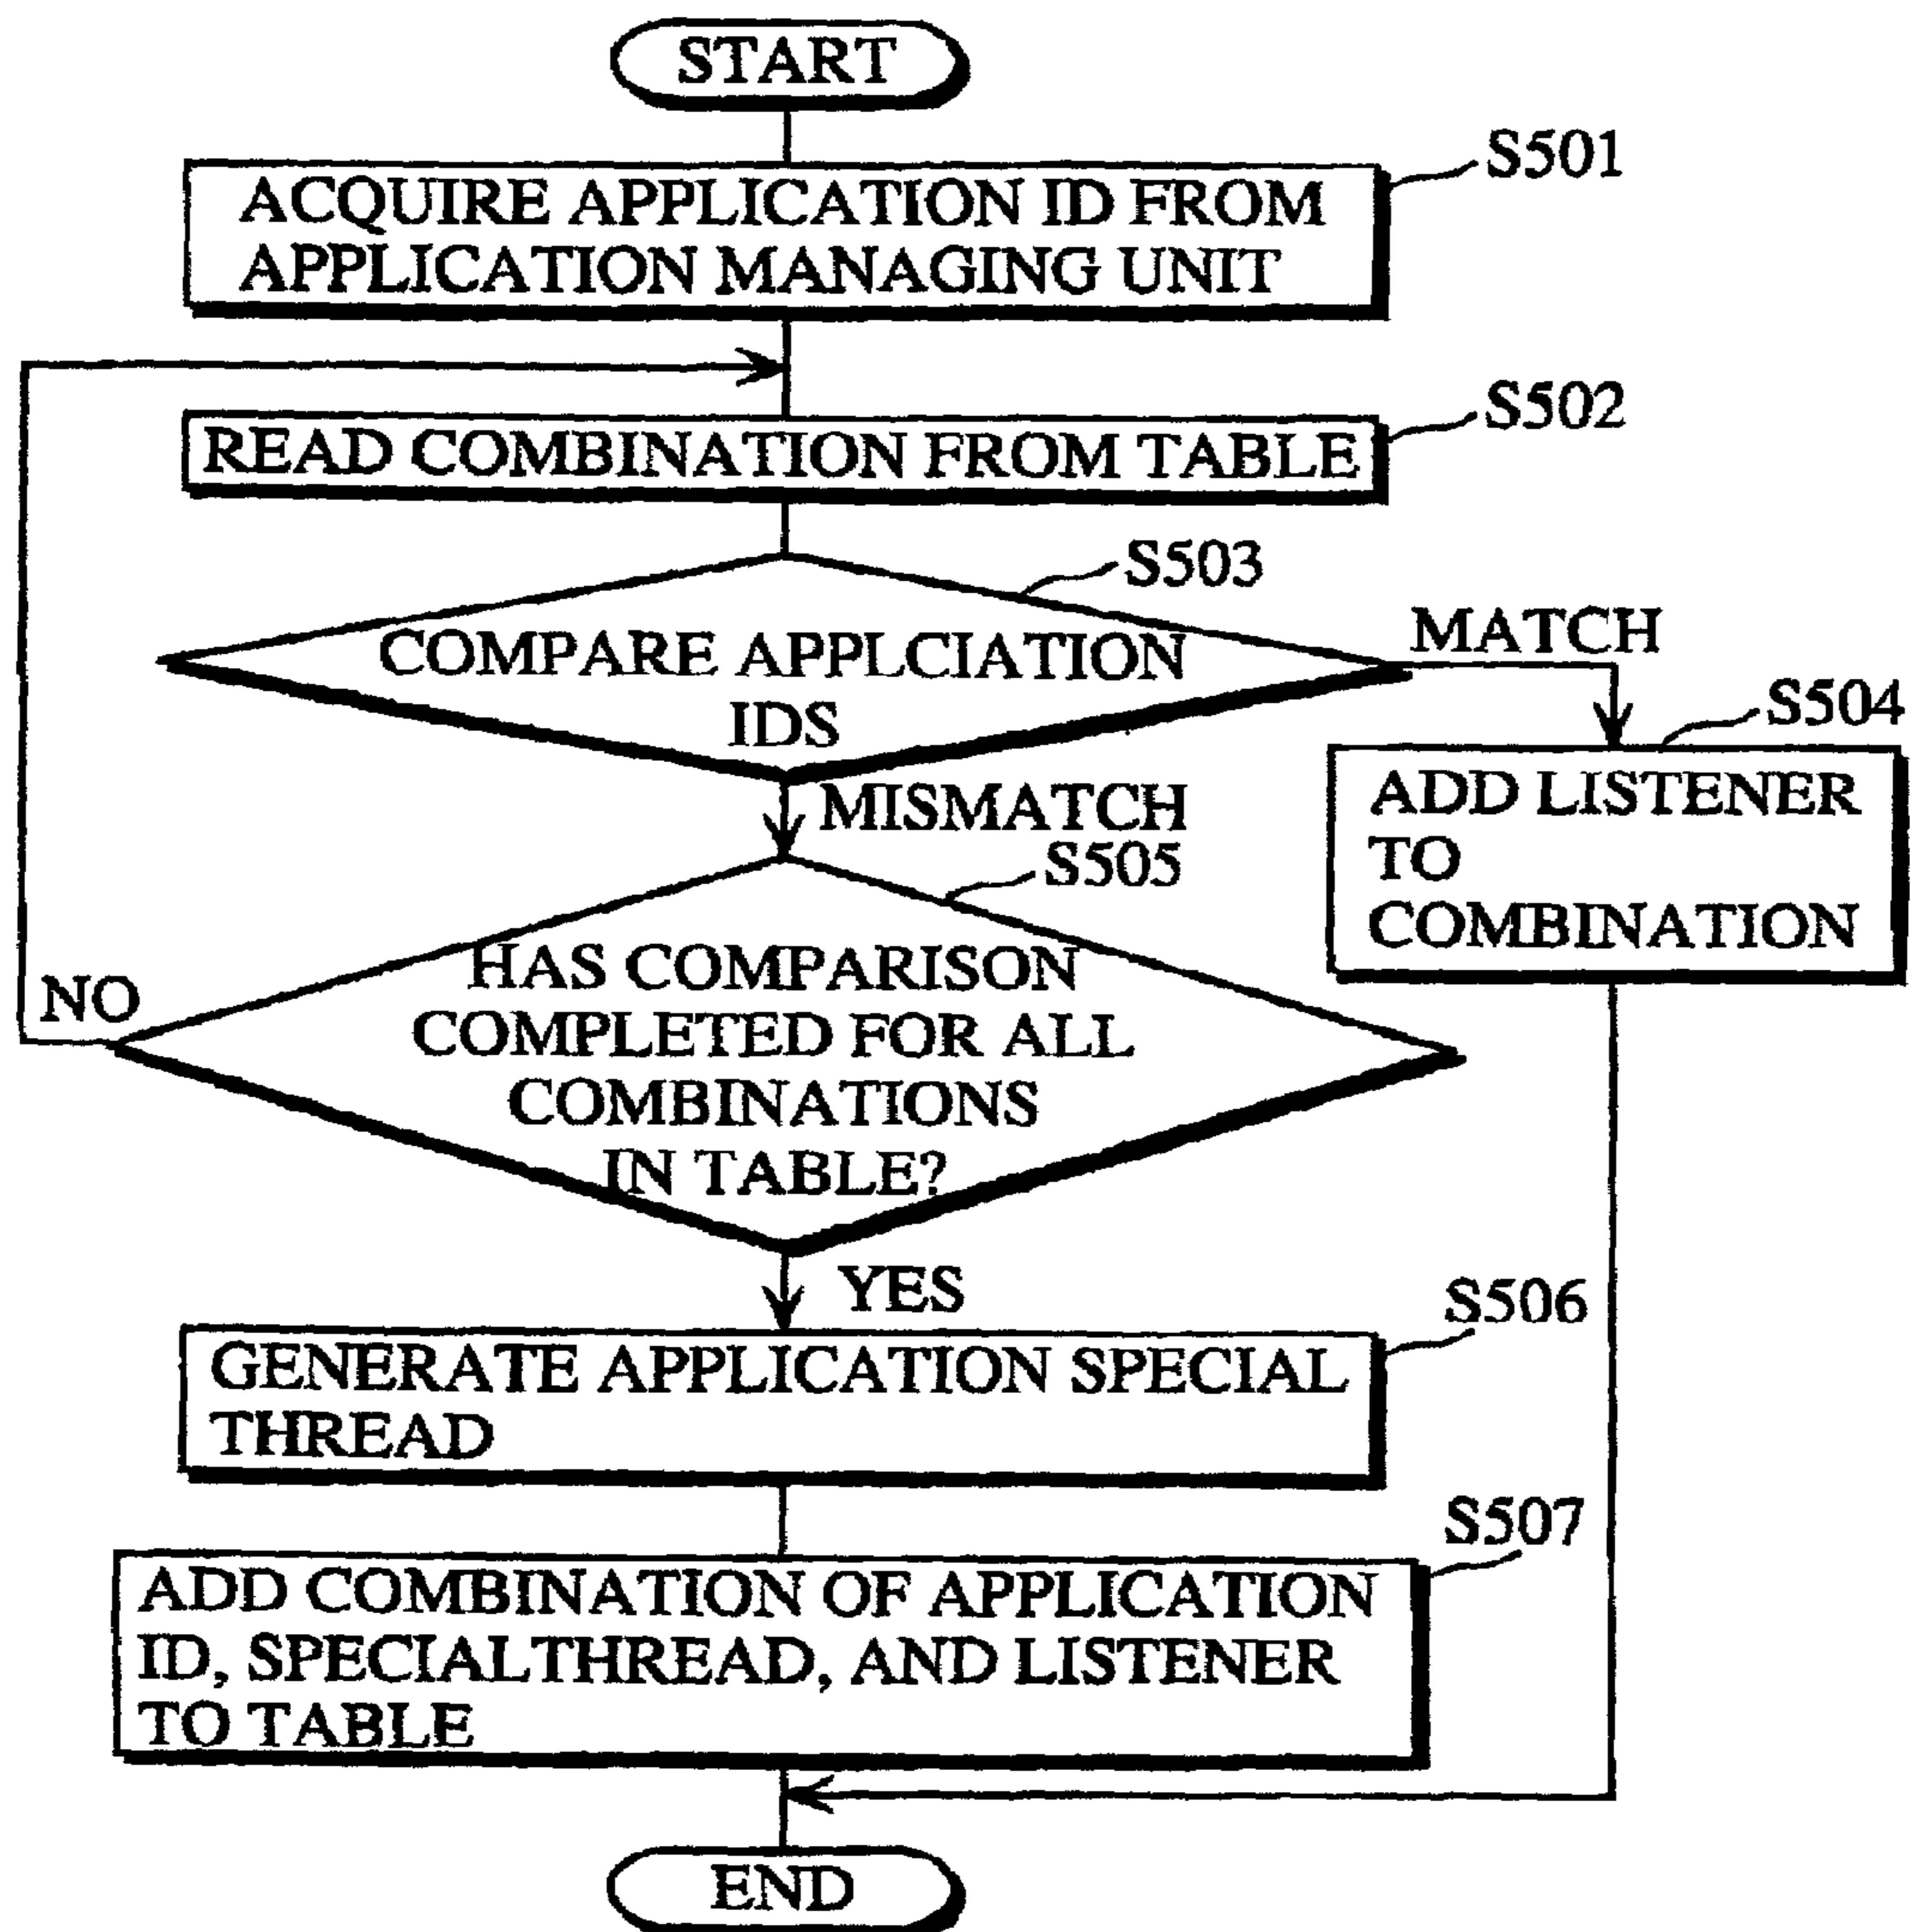 START
S501
ACQUIRE APPLICATION ID FROM
APPLICATION MANAGING UNIT
S502
READ COMBINATION FROM TABLE
S503
COMPARE APPLCIATION
IDS
MATCH
S504
ADD LISTENER
TO
COMBINATION
MISMATCH
S505
HAS COMPARISON
COMPLETED FOR ALL
COMBINATIONS
IN TABLE?
NO
YES
S506
GENERATE APPLICATION SPECIAL
THREAD
S507
ADD COMBINATION OF APPLICATION
ID, SPECIALTHREAD, AND LISTENER
TO TABLE
END